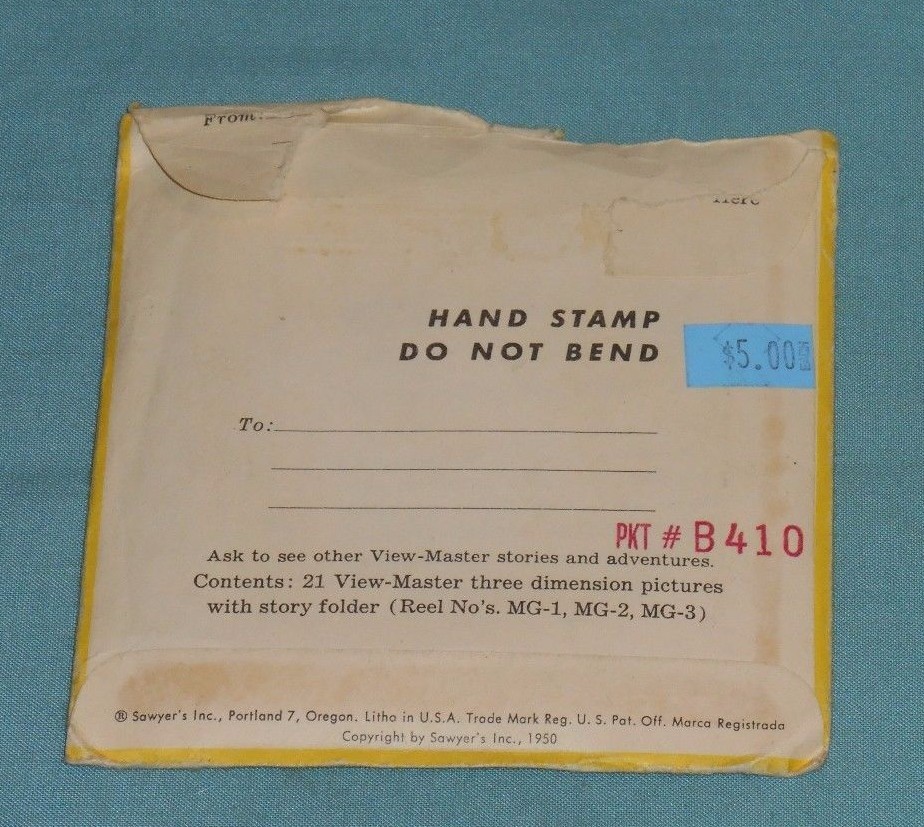 From:
Here
HAND STAMP
DO NOT BEND
$5.00
To:
PKT # B410
Ask to see other View-Master stories and adventures.
Contents: 21 View-Master three dimension pictures
with story folder (Reel No's. MG-1, MG-2, MG-3)
® Sawyer's Inc., Portland 7, Oregon. Litho in U.S.A. Trade Mark Reg. U. S. Pat. Off. Marca Registrada
Copyright by Sawyer's Inc., 1950